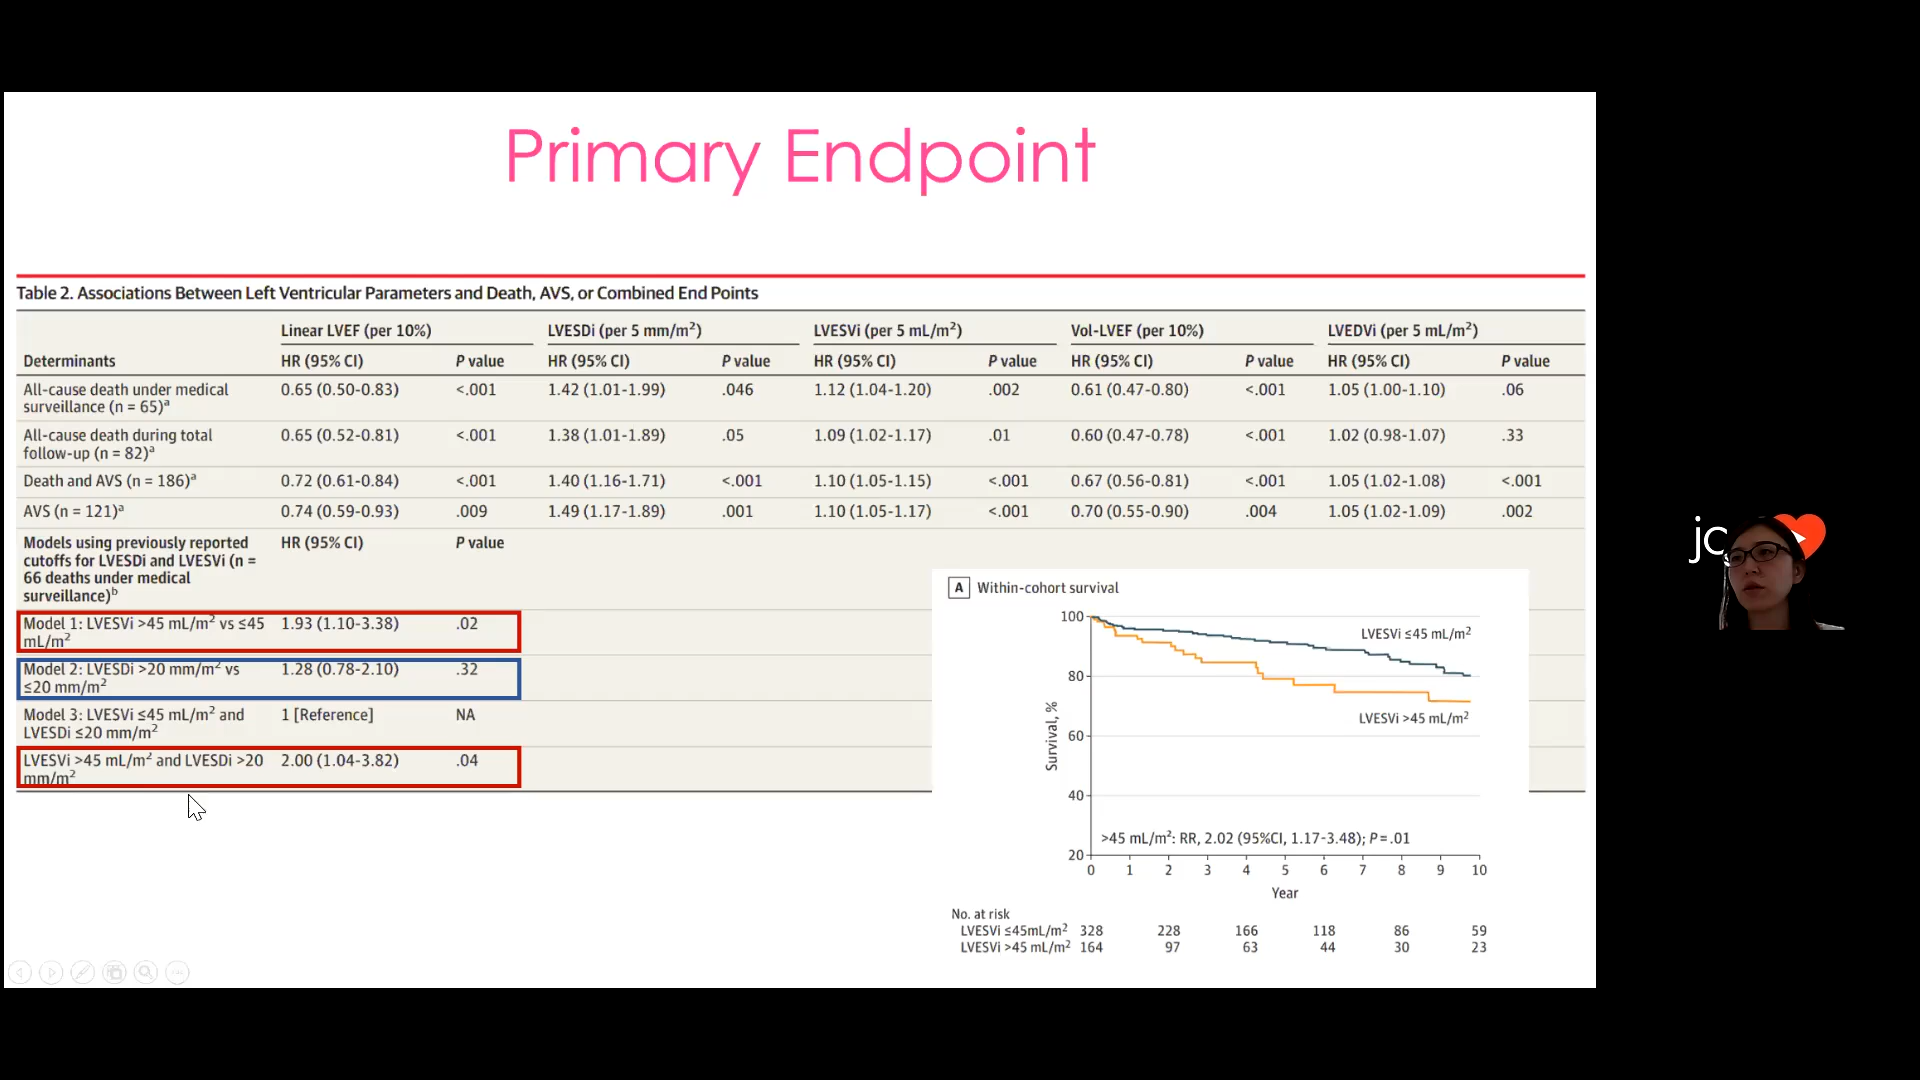 Primary Endpoint
Table 2. Associations Between Left Ventricular Parameters and Death, AVS, or Combined End Points
Linear LVEF (per 10%) LVESDi (per 5 mm/m²) LVESVi (per 5 mL/m²) Vol-LVEF (per 10%) LVEDVi (per 5 mL/m²)
Determinants HR (95% CI) P value HR (95% CI) P value HR (95% CI) P value HR (95% CI) P value HR (95% CI) P value
All-cause death under medical
surveillance (n = 65)ᵃ 0.65 (0.50-0.83) <.001 1.42 (1.01-1.99) .046 1.12 (1.04-1.20) .002 0.61 (0.47-0.80) <.001 1.05 (1.00-1.10) .06
All-cause death during total
follow-up (n = 82)ᵃ 0.65 (0.52-0.81) <.001 1.38 (1.01-1.89) .05 1.09 (1.02-1.17) .01 0.60 (0.47-0.78) <.001 1.02 (0.98-1.07) .33
Death and AVS (n = 186)ᵃ 0.72 (0.61-0.84) <.001 1.40 (1.16-1.71) <.001 1.10 (1.05-1.15) <.001 0.67 (0.56-0.81) <.001 1.05 (1.02-1.08) <.001
AVS (n = 121)ᵃ 0.74 (0.59-0.93) .009 1.49 (1.17-1.89) .001 1.10 (1.05-1.17) <.001 0.70 (0.55-0.90) .004 1.05 (1.02-1.09) .002
Models using previously reported HR (95% CI) P value
cutoffs for LVESDi and LVESVi (n =
66 deaths under medical
surveillance)ᵇ
Model 1: LVESVi >45 mL/m² vs ≤45 1.93 (1.10-3.38) .02
mL/m²
Model 2: LVESDi >20 mm/m² vs 1.28 (0.78-2.10) .32
≤20 mm/m²
Model 3: LVESVi ≤45 mL/m² and 1 [Reference] NA
LVESDi ≤20 mm/m²
LVESVi >45 mL/m² and LVESDi >20 2.00 (1.04-3.82) .04
mm/m²
A Within-cohort survival
100
80
60
40
20
Survival, %
LVESVi ≤45 mL/m²
LVESVi >45 mL/m²
>45 mL/m²: RR, 2.02 (95%CI, 1.17-3.48); P = .01
0 1 2 3 4 5 6 7 8 9 10
Year
No. at risk
LVESVi ≤45mL/m² 328 228 166 118 86 59
LVESVi >45 mL/m² 164 97 63 44 30 23